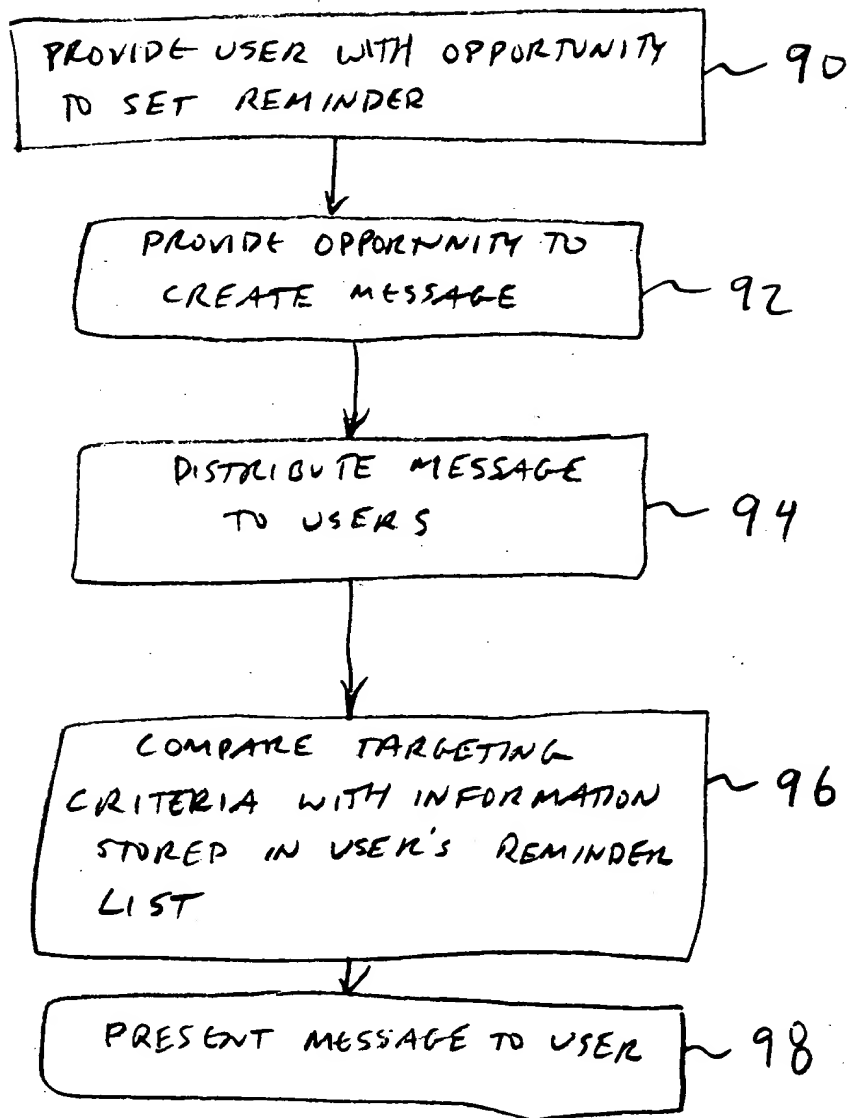 PROVIDE USER WITH OPPORTUNITY
TO SET REMINDER
90
PROVIDE OPPORTNNITY TO
CREATE MESSAGE
92
DISTRIBUTE MESSAGE
TO USERS
94
COMPARE TARGETING
CRITERIA WITH INFORMATION
STORED IN USER'S REMINDER
LIST
96
PRESENT MESSAGE TO USER
98